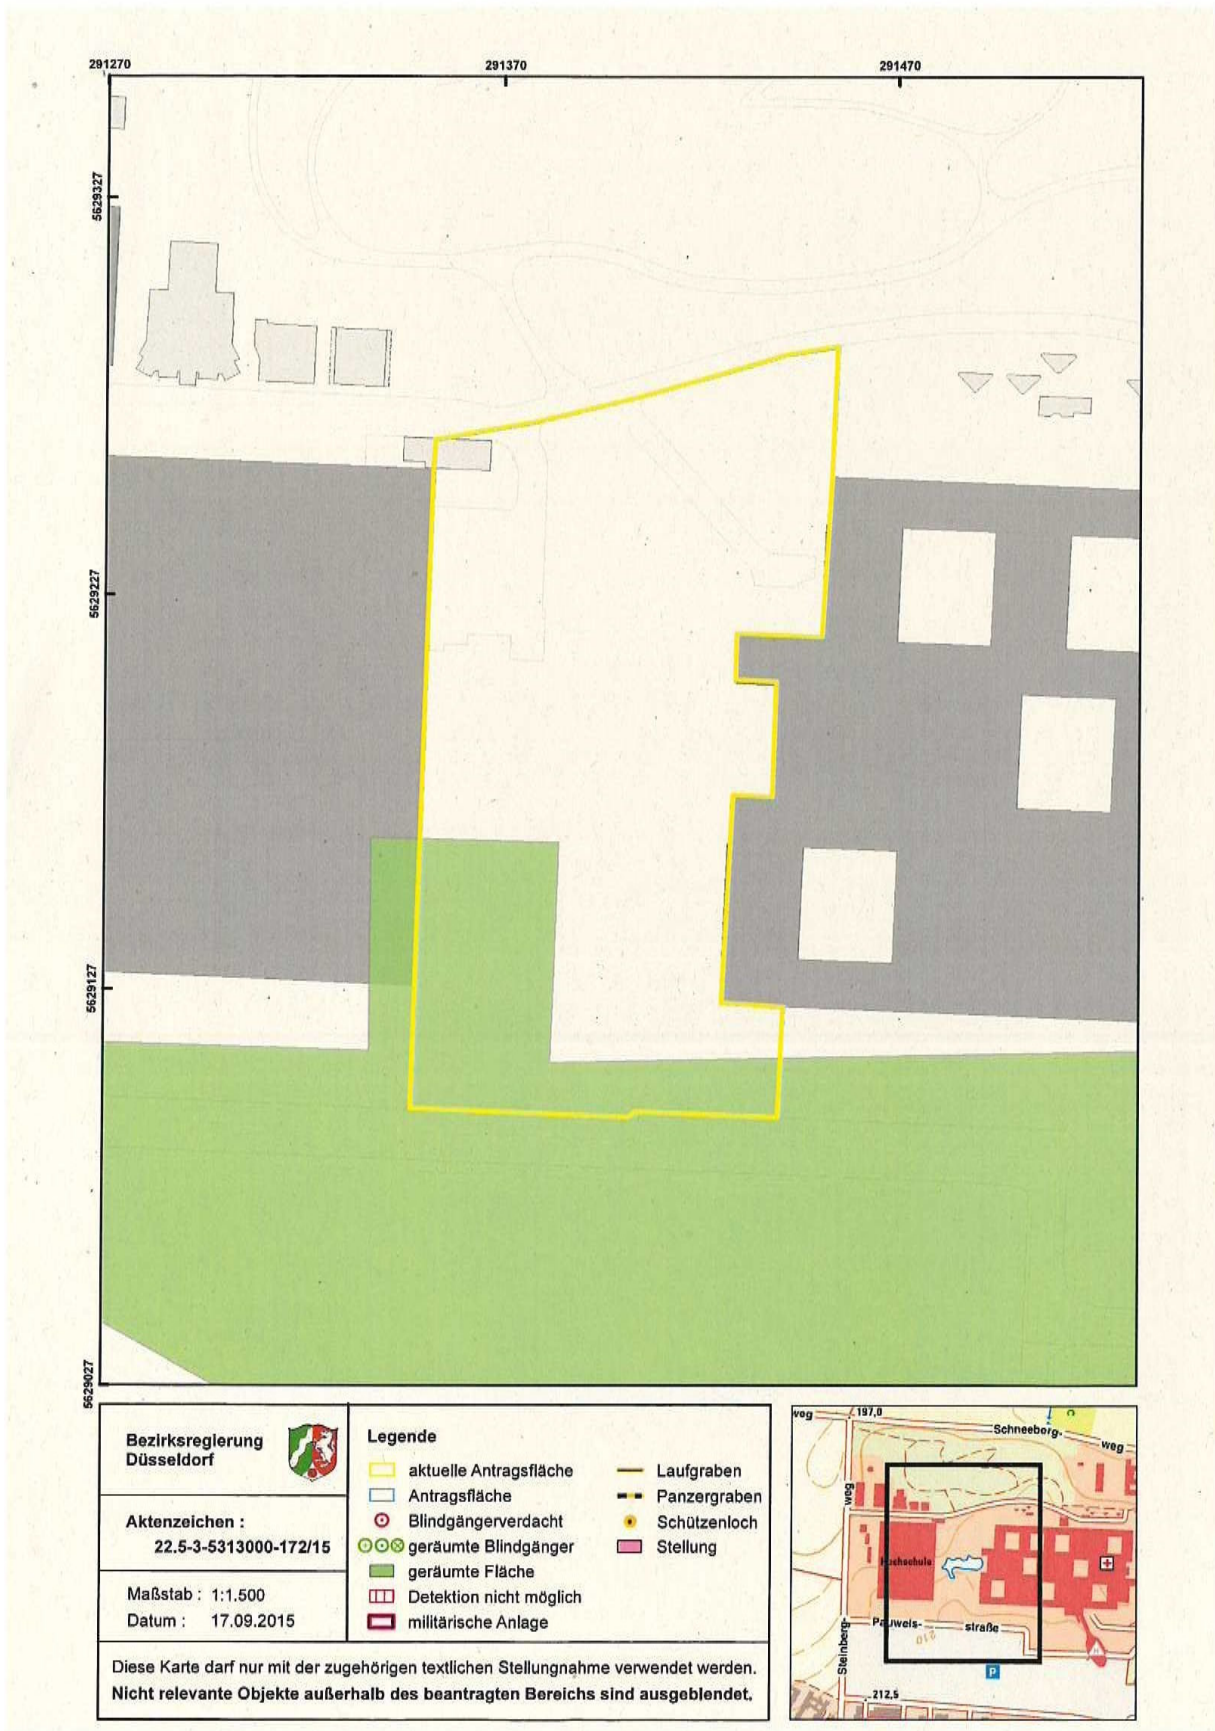 291270
291370
291470
5629327
5629227
5629127
5629027
Bezirksregierung
Düsseldorf
Aktenzeichen :
22.5-3-5313000-172/15
Maßstab : 1:1.500
Datum : 17.09.2015
Legende
aktuelle Antragsfläche
Antragsfläche
Blindgängerverdacht
geräumte Blindgänger
geräumte Fläche
Detektion nicht möglich
militärische Anlage
Laufgraben
Panzergraben
Schützenloch
Stellung
Diese Karte darf nur mit der zugehörigen textlichen Stellungnahme verwendet werden.
Nicht relevante Objekte außerhalb des beantragten Bereichs sind ausgeblendet.
weg
197,0
Schneeberg-
weg
weg
Hochschule
Pauwels-
straße
210
Steinberg-
P
212,5